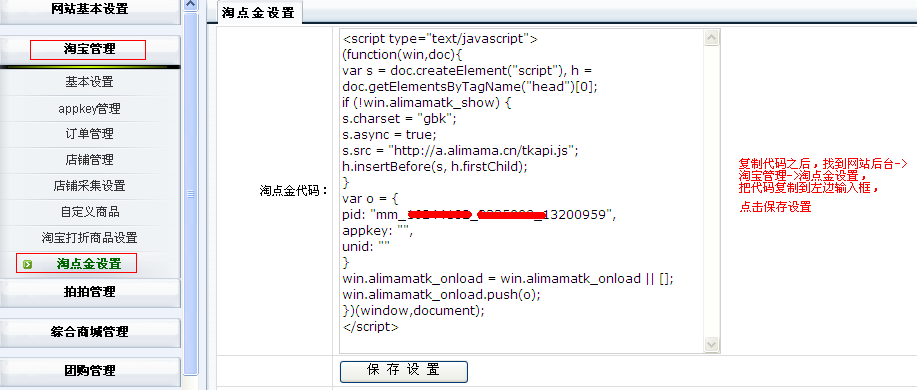 网站基本设置
淘宝管理
基本设置
appkey管理
订单管理
店铺管理
店铺采集设置
自定义商品
淘宝打折商品设置
淘点金设置
拍拍管理
综合商城管理
团购管理
淘点金设置
淘点金代码：
<script type="text/javascript">
(function(win,doc){
var s = doc.createElement("script"), h =
doc.getElementsByTagName("head")[0];
if (!win.alimamatk_show) {
s.charset = "gbk";
s.async = true;
s.src = "http://a.alimama.cn/tkapi.js";
h.insertBefore(s, h.firstChild);
}
var o = {
pid: "mm_ _13200959",
appkey: "",
unid: ""
}
win.alimamatk_onload = win.alimamatk_onload || [];
win.alimamatk_onload.push(o);
})(window,document);
</script>
保 存 设 置
复制代码之后，找到网站后台->
淘宝管理->淘点金设置，
把代码复制到左边输入框，
点击保存设置